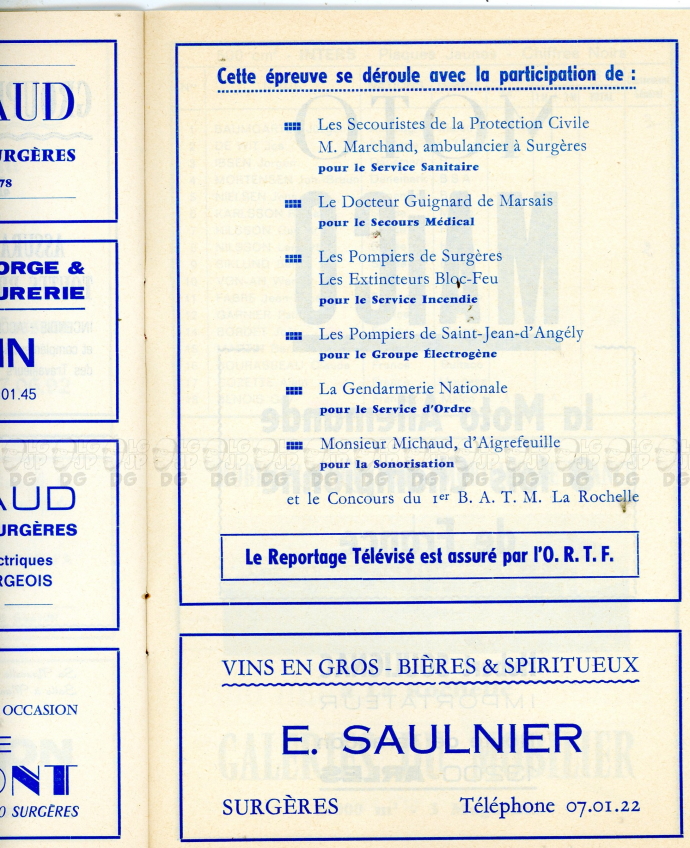 AUD
URGÈRES
78
ORGE &
URERIE
IN
01.45
AUD
URGÈRES
ctriques
RGEOIS
OCCASION
E
ONT
0 SURGÈRES
Cette épreuve se déroule avec la participation de :
Les Secouristes de la Protection Civile
M. Marchand, ambulancier à Surgères
pour le Service Sanitaire
Le Docteur Guignard de Marsais
pour le Secours Médical
Les Pompiers de Surgères
Les Extincteurs Bloc-Feu
pour le Service Incendie
Les Pompiers de Saint-Jean-d'Angély
pour le Groupe Électrogène
La Gendarmerie Nationale
pour le Service d'Ordre
Monsieur Michaud, d'Aigrefeuille
pour la Sonorisation
et le Concours du 1er B. A. T. M. La Rochelle
Le Reportage Télévisé est assuré par l'O. R. T. F.
VINS EN GROS - BIÈRES & SPIRITUEUX
E. SAULNIER
SURGÈRES Téléphone 07.01.22